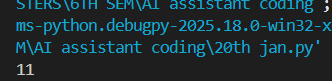 STERS\6TH SEM\AI assistant coding';
ms-python.debugpy-2025.18.0-win32-x
M\AI assistant coding\20th jan.py'
11